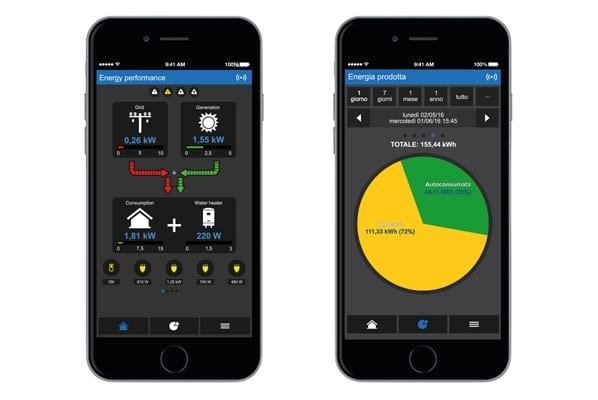 9:41 AM
100%
Energy performance
Grid
0,26 kW
0 5 10
Generation
1,55 kW
0 2,5 5
Consumption
1,81 kW
0 7,5 15
+
Water heater
220 W
0 1,5 3
ON
810 W
1,25 kW
740 W
480 W
9:41 AM
100%
Energia prodotta
1 giorno
7 giorni
1 mese
1 anno
tutto
...
lunedì 02/05/16
mercoledì 01/06/16 15:45
TOTALE: 155,44 kWh
Autoconsumata
44,11 kWh
111,33 kWh (72%)